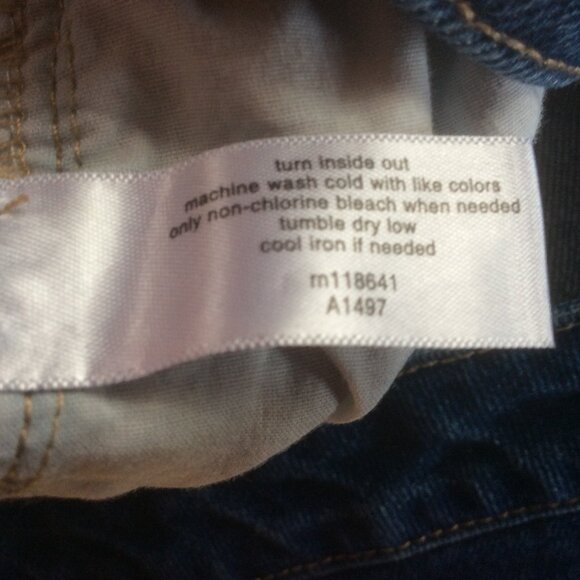 turn inside out
machine wash cold with like colors
only non-chlorine bleach when needed
tumble dry low
cool iron if needed
rn118641
A1497